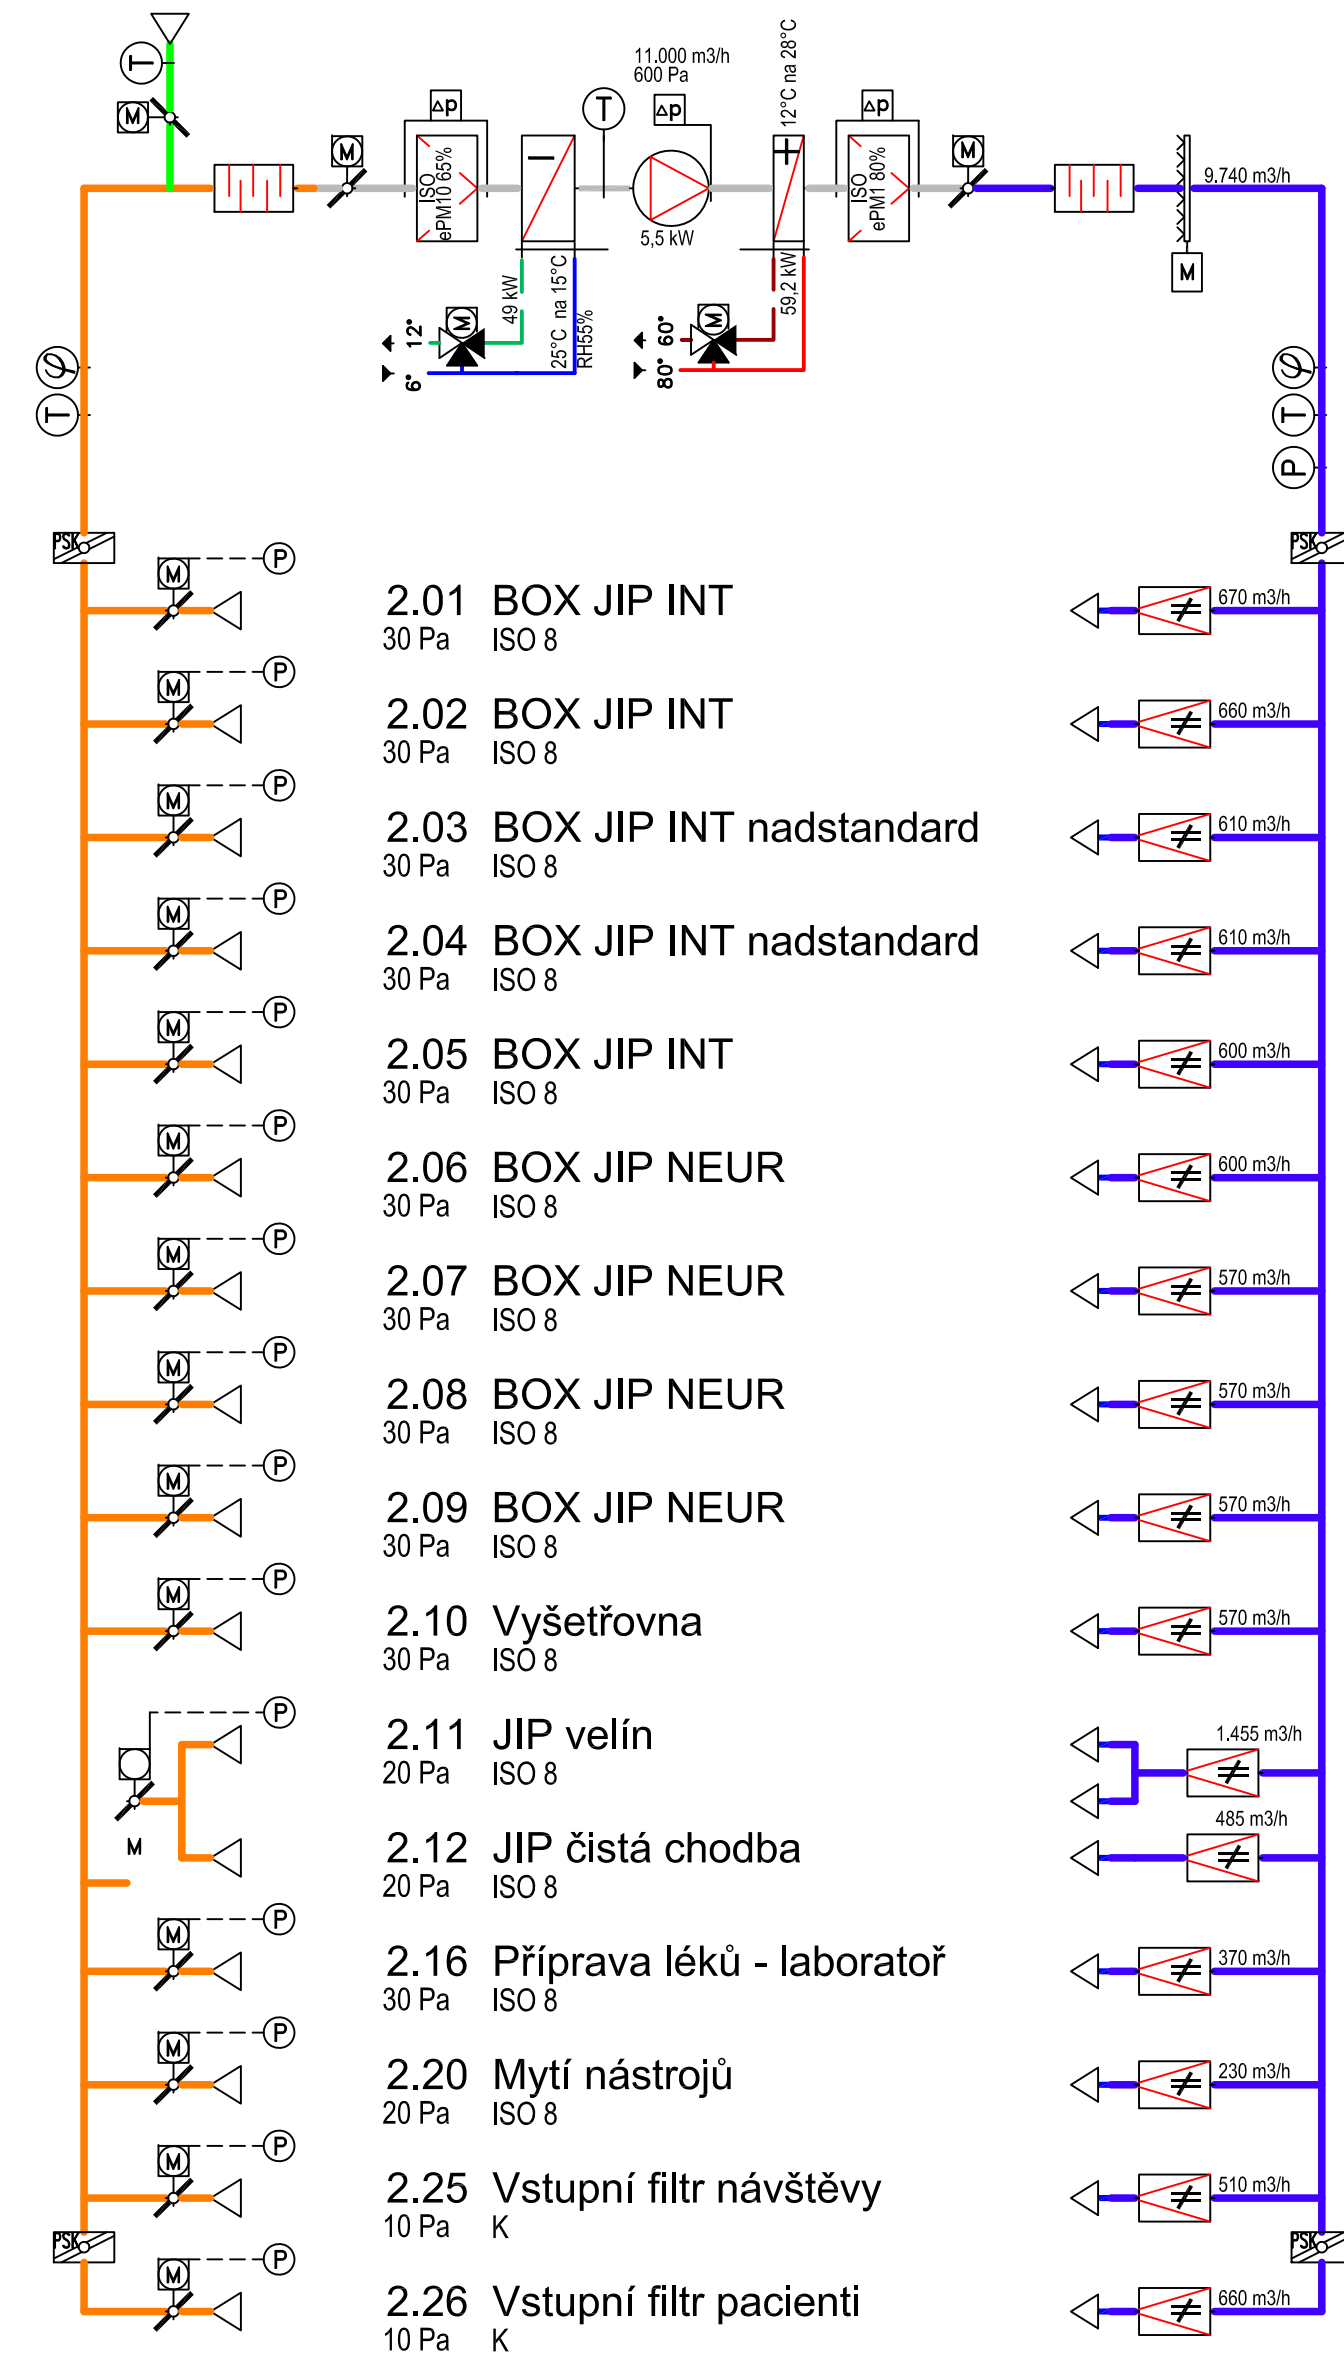 T
M
M
Δp
ISO
ePM10 65%
T
11.000 m3/h
600 Pa
Δp
5,5 kW
12°C na 28°C
Δp
ISO
ePM1 80%
M
9.740 m3/h
M
49 kW
25°C na 15°C
RH55%
M
12°
6°
59,2 kW
M
60°
80°
φ
T
φ
T
P
PSK
PSK
M
P
2.01 BOX JIP INT
30 Pa ISO 8
670 m3/h
M
P
2.02 BOX JIP INT
30 Pa ISO 8
660 m3/h
M
P
2.03 BOX JIP INT nadstandard
30 Pa ISO 8
610 m3/h
M
P
2.04 BOX JIP INT nadstandard
30 Pa ISO 8
610 m3/h
M
P
2.05 BOX JIP INT
30 Pa ISO 8
600 m3/h
M
P
2.06 BOX JIP NEUR
30 Pa ISO 8
600 m3/h
M
P
2.07 BOX JIP NEUR
30 Pa ISO 8
570 m3/h
M
P
2.08 BOX JIP NEUR
30 Pa ISO 8
570 m3/h
M
P
2.09 BOX JIP NEUR
30 Pa ISO 8
570 m3/h
M
P
2.10 Vyšetřovna
30 Pa ISO 8
570 m3/h
P
2.11 JIP velín
20 Pa ISO 8
1.455 m3/h
M
2.12 JIP čistá chodba
20 Pa ISO 8
485 m3/h
M
P
2.16 Příprava léků - laboratoř
30 Pa ISO 8
370 m3/h
M
P
2.20 Mytí nástrojů
20 Pa ISO 8
230 m3/h
M
P
2.25 Vstupní filtr návštěvy
10 Pa K
510 m3/h
PSK
PSK
M
P
2.26 Vstupní filtr pacienti
10 Pa K
660 m3/h